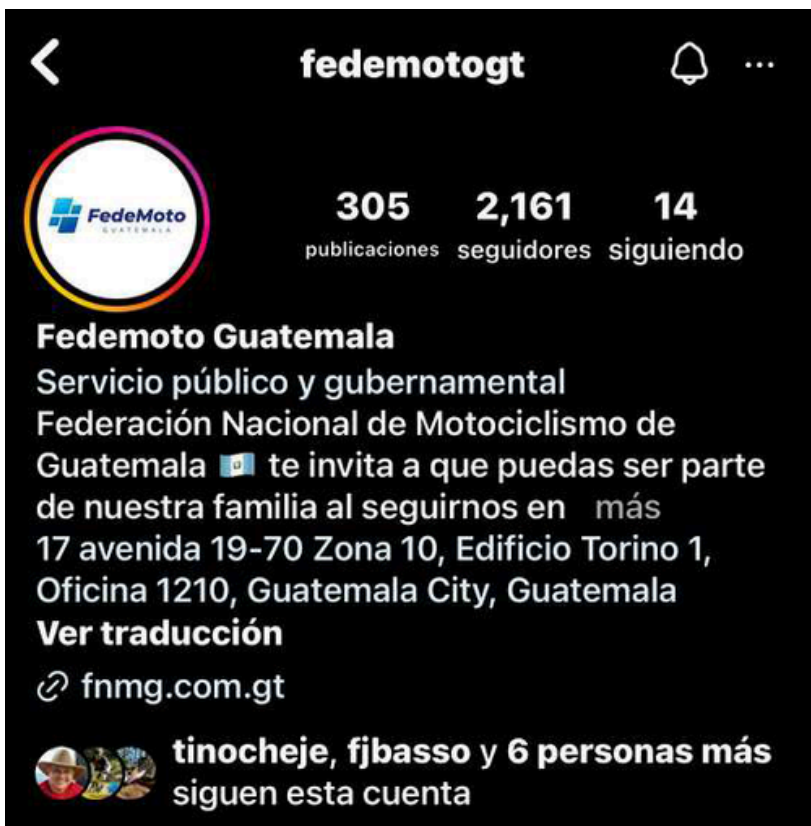 fedemotogt
FedeMoto
GUATEMALA
305 2,161 14
publicaciones seguidores siguiendo
Fedemoto Guatemala
Servicio público y gubernamental
Federación Nacional de Motociclismo de
Guatemala 🇬🇹 te invita a que puedas ser parte
de nuestra familia al seguirnos en más
17 avenida 19-70 Zona 10, Edificio Torino 1,
Oficina 1210, Guatemala City, Guatemala
Ver traducción
fnmg.com.gt
tinocheje, fjbasso y 6 personas más
siguen esta cuenta